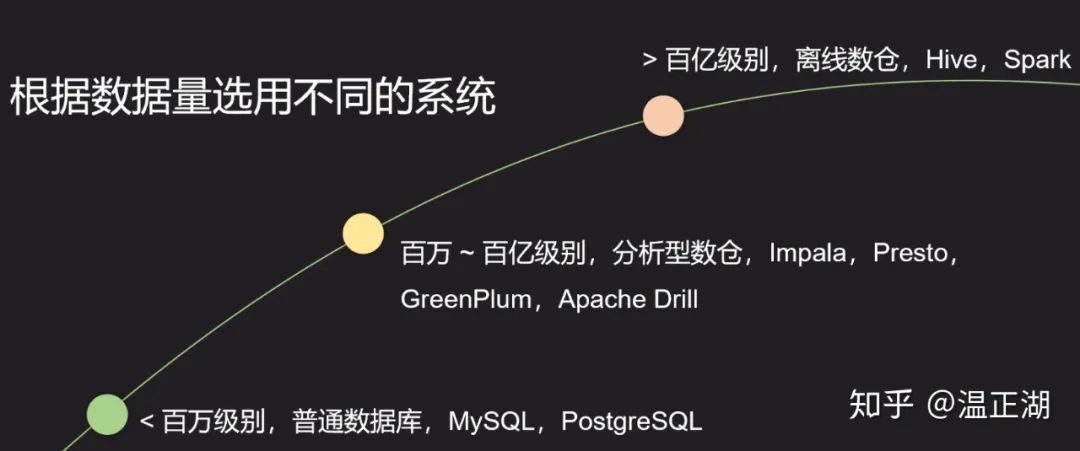 根据数据量选用不同的系统
> 百亿级别，离线数仓，Hive，Spark
百万 ~ 百亿级别，分析型数仓，Impala，Presto，
GreenPlum，Apache Drill
< 百万级别，普通数据库，MySQL，PostgreSQL
知乎 @温正湖